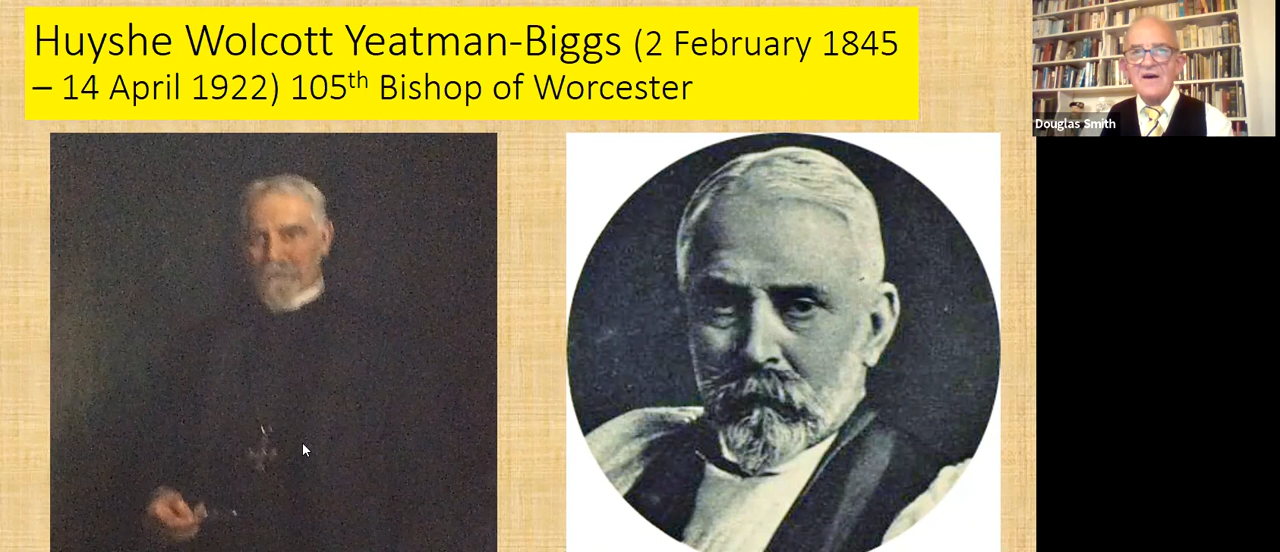 Huyshe Wolcott Yeatman-Biggs (2 February 1845
– 14 April 1922) 105th Bishop of Worcester
Douglas Smith